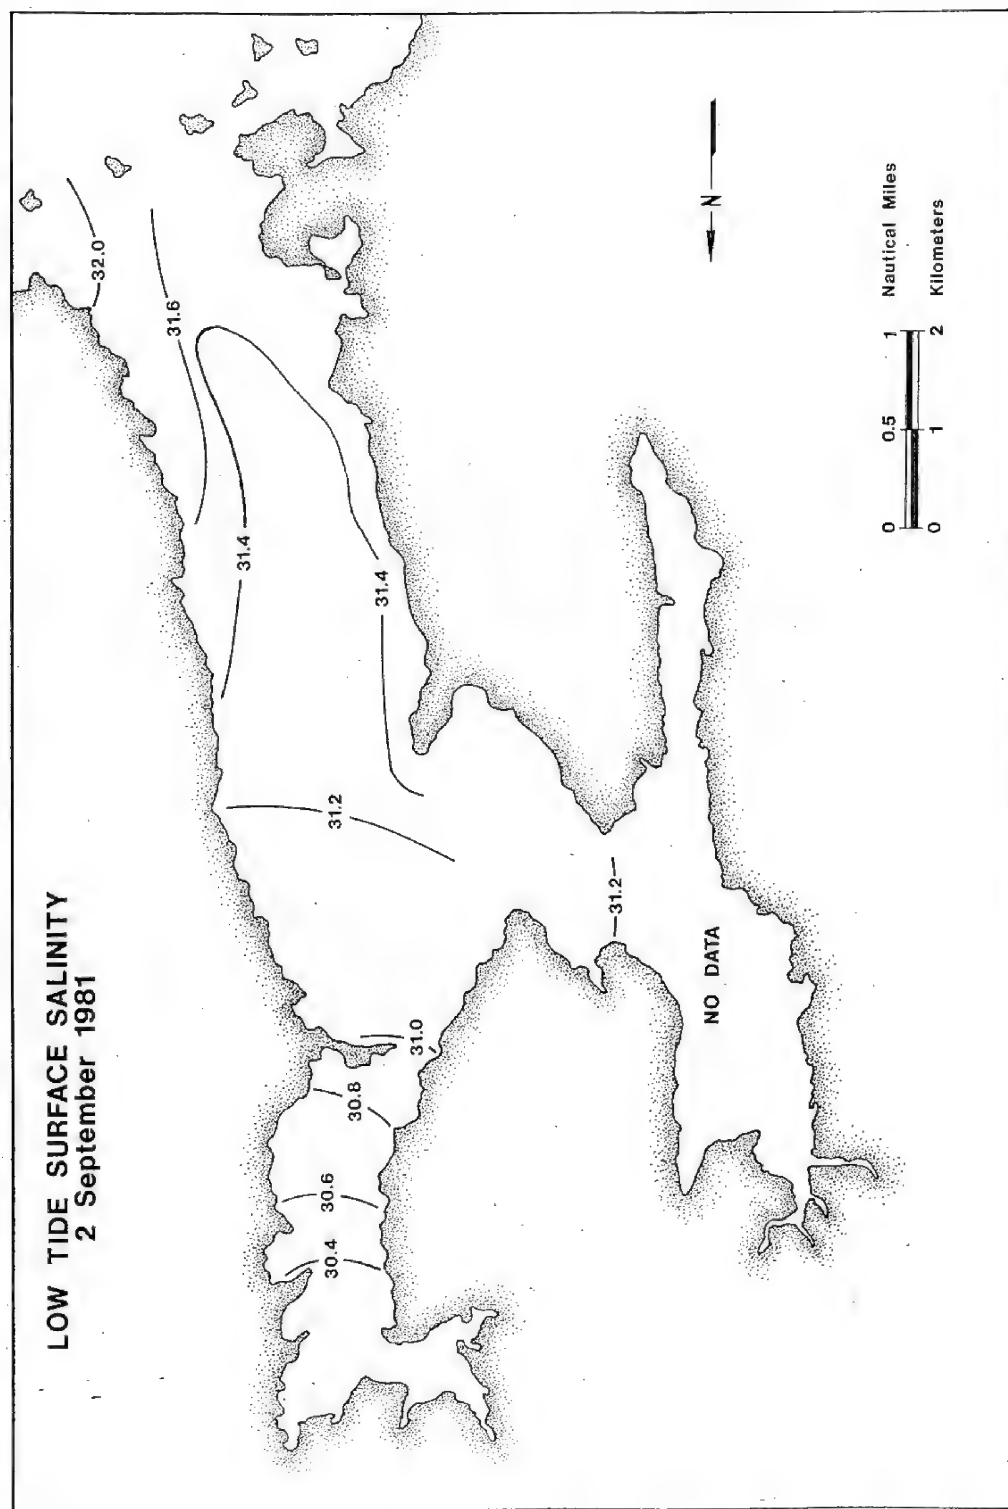 LOW TIDE SURFACE SALINITY
2 September 1981
30.4
30.6
30.8
31.0
31.2
31.4
31.4
31.6
32.0
31.2
NO DATA
N
0 0.5 1 Nautical Miles
0 1 2 Kilometers